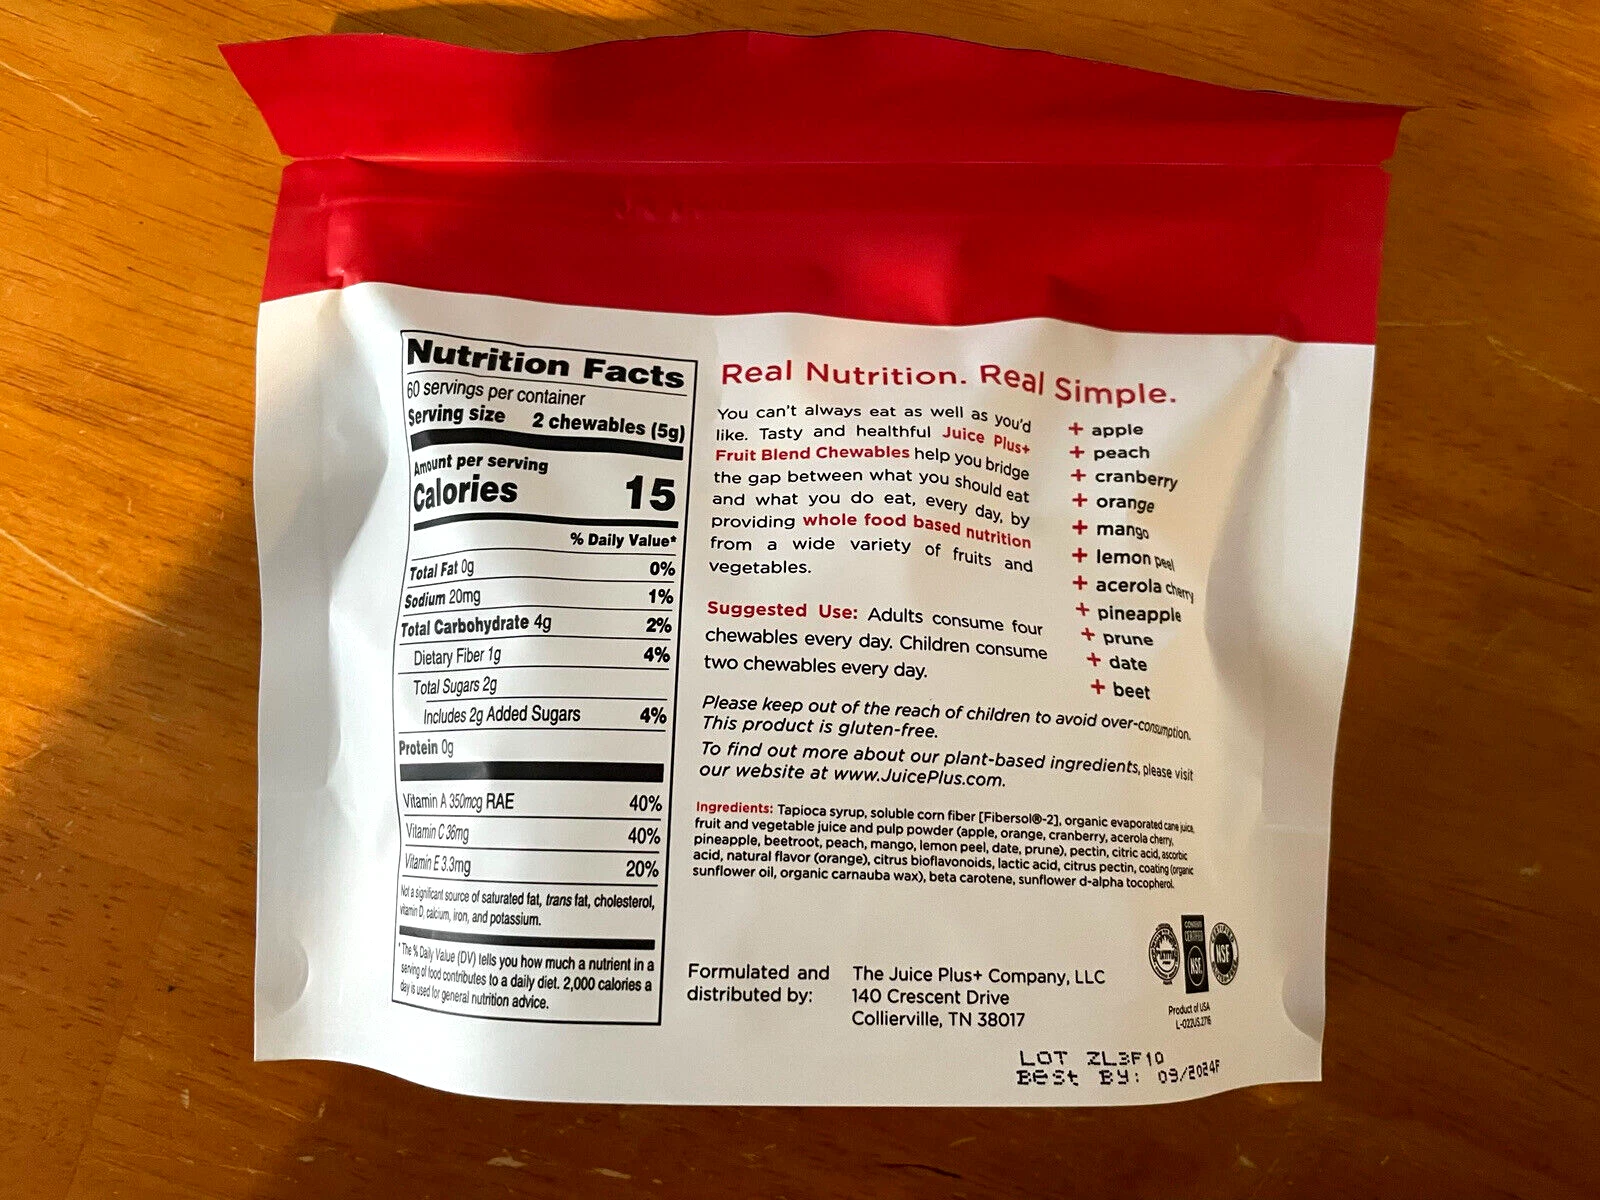 Nutrition Facts
60 servings per container
Serving size 2 chewables (5g)
Amount per serving
Calories 15
% Daily Value*
Total Fat 0g 0%
Sodium 20mg 1%
Total Carbohydrate 4g 2%
Dietary Fiber 1g 4%
Total Sugars 2g
Includes 2g Added Sugars 4%
Protein 0g
Vitamin A 350mcg RAE 40%
Vitamin C 36mg 40%
Vitamin E 3.3mg 20%
Not a significant source of saturated fat, trans fat, cholesterol,
vitamin D, calcium, iron, and potassium.
*The % Daily Value (DV) tells you how much a nutrient in a
serving of food contributes to a daily diet. 2,000 calories a
day is used for general nutrition advice.
Real Nutrition. Real Simple.
You can't always eat as well as you'd
like. Tasty and healthful Juice Plus+
Fruit Blend Chewables help you bridge
the gap between what you should eat
and what you do eat, every day, by
providing whole food based nutrition
from a wide variety of fruits and
vegetables.
+ apple
+ peach
+ cranberry
+ orange
+ mango
+ lemon peel
+ acerola cherry
+ pineapple
+ prune
+ date
+ beet
Suggested Use: Adults consume four
chewables every day. Children consume
two chewables every day.
Please keep out of the reach of children to avoid over-consumption.
This product is gluten-free.
To find out more about our plant-based ingredients, please visit
our website at www.JuicePlus.com.
Ingredients: Tapioca syrup, soluble corn fiber [Fibersol®-2], organic evaporated cane juice,
fruit and vegetable juice and pulp powder (apple, orange, cranberry, acerola cherry,
pineapple, beetroot, peach, mango, lemon peel, date, prune), pectin, citric acid, ascorbic
acid, natural flavor (orange), citrus bioflavonoids, lactic acid, citrus pectin, coating (organic
sunflower oil, organic carnauba wax), beta carotene, sunflower d-alpha tocopherol.
Formulated and
distributed by:
The Juice Plus+ Company, LLC
140 Crescent Drive
Collierville, TN 38017
CERTIFIED
NSF
NSF
Product of USA
LOT ZL3F10
Best By: 09/2024F